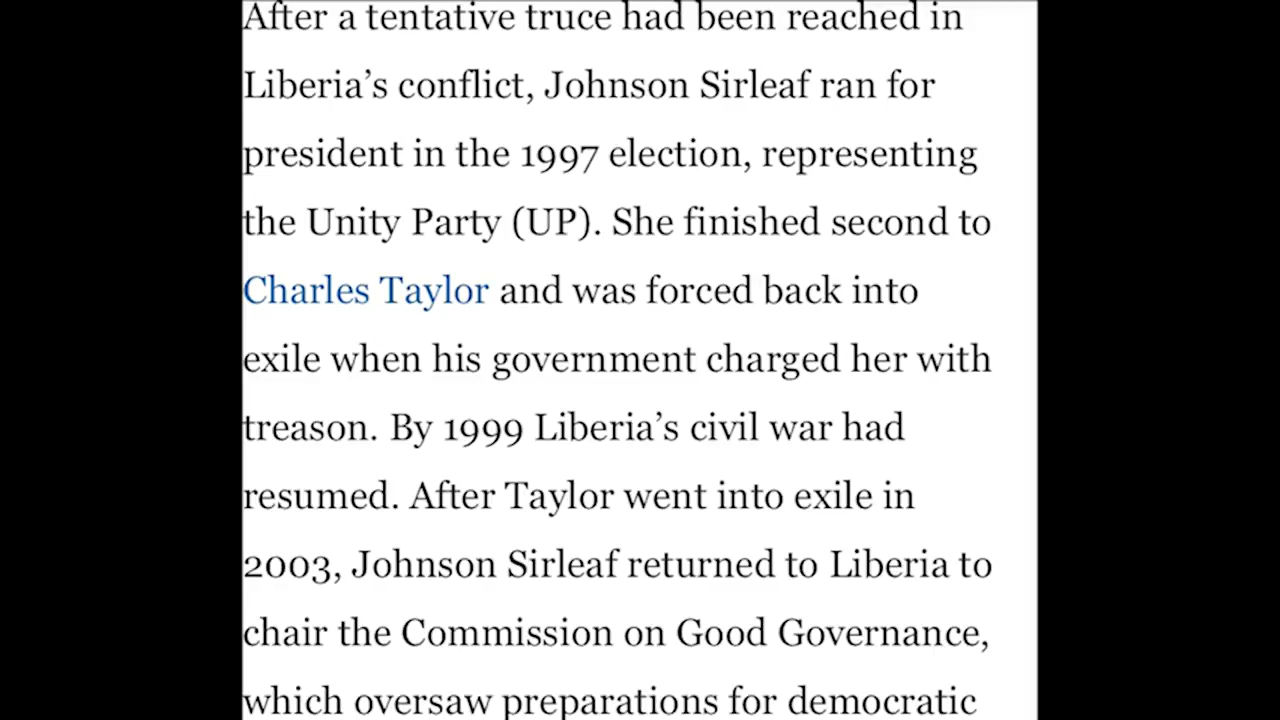 After a tentative truce had been reached in
Liberia’s conflict, Johnson Sirleaf ran for
president in the 1997 election, representing
the Unity Party (UP). She finished second to
Charles Taylor and was forced back into
exile when his government charged her with
treason. By 1999 Liberia’s civil war had
resumed. After Taylor went into exile in
2003, Johnson Sirleaf returned to Liberia to
chair the Commission on Good Governance,
which oversaw preparations for democratic